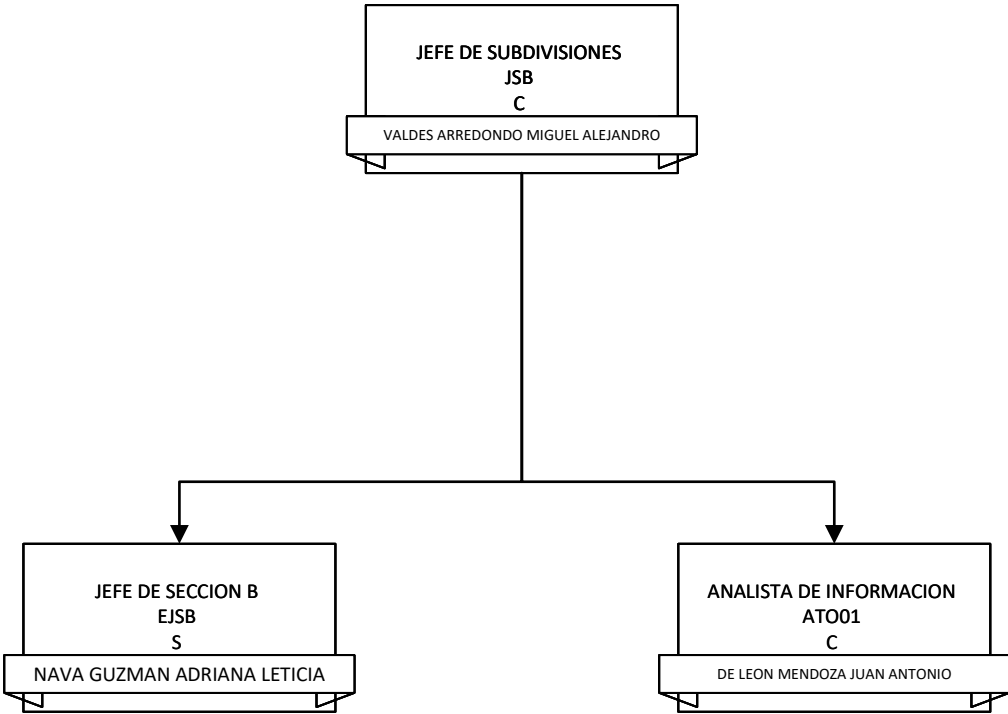 JEFE DE SUBDIVISIONES
JSB
C
VALDES ARREDONDO MIGUEL ALEJANDRO
JEFE DE SECCION B
EJSB
S
NAVA GUZMAN ADRIANA LETICIA
ANALISTA DE INFORMACION
ATO01
C
DE LEON MENDOZA JUAN ANTONIO